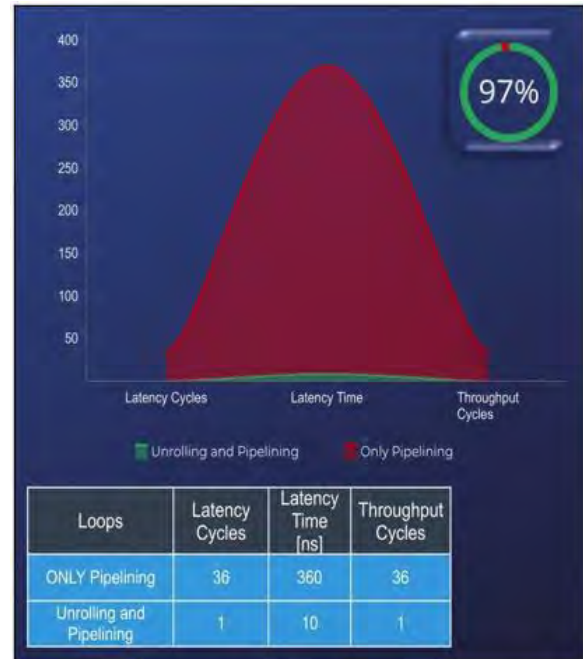 400
350
300
250
200
150
100
50
97%
Latency Cycles
Latency Time
Throughput
Cycles
Unrolling and Pipelining
Only Pipelining
Loops
Latency
Cycles
Latency
Time
[ns]
Throughput
Cycles
ONLY Pipelining
36
360
36
Unrolling and
Pipelining
1
10
1